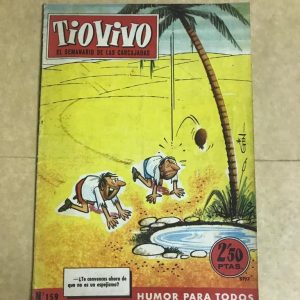 TIOVIVO
EL SEMANARIO DE LAS CARCAJADAS
—¿Te convences ahora de
que no es un espejismo?
2'50
PTAS
N.º 159
HUMOR PARA TODOS